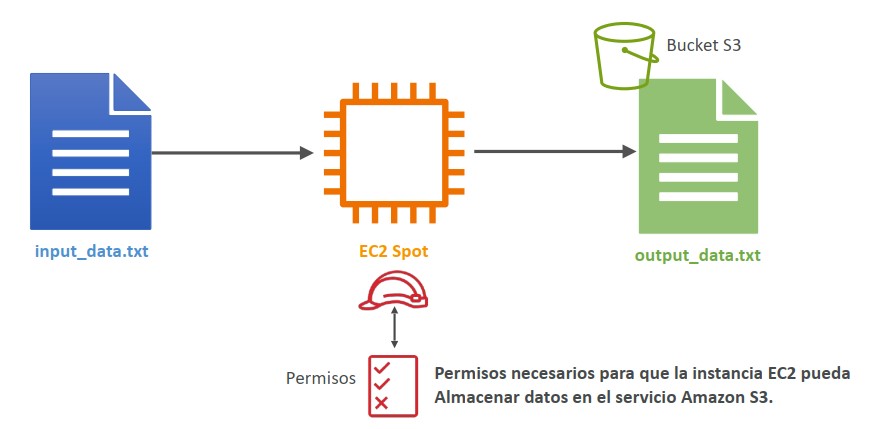 Bucket S3
input_data.txt
EC2 Spot
output_data.txt
Permisos
Permisos necesarios para que la instancia EC2 pueda
Almacenar datos en el servicio Amazon S3.